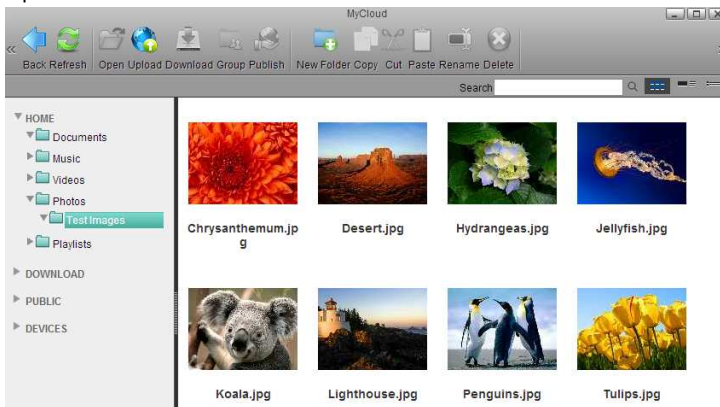 MyCloud
Back Refresh Open Upload Download Group Publish New Folder Copy Cut Paste Rename Delete
Search
HOME
Documents
Music
Videos
Photos
Test Images
Playlists
DOWNLOAD
PUBLIC
DEVICES
Chrysanthemum.jp
g
Desert.jpg
Hydrangeas.jpg
Jellyfish.jpg
Koala.jpg
Lighthouse.jpg
Penguins.jpg
Tulips.jpg